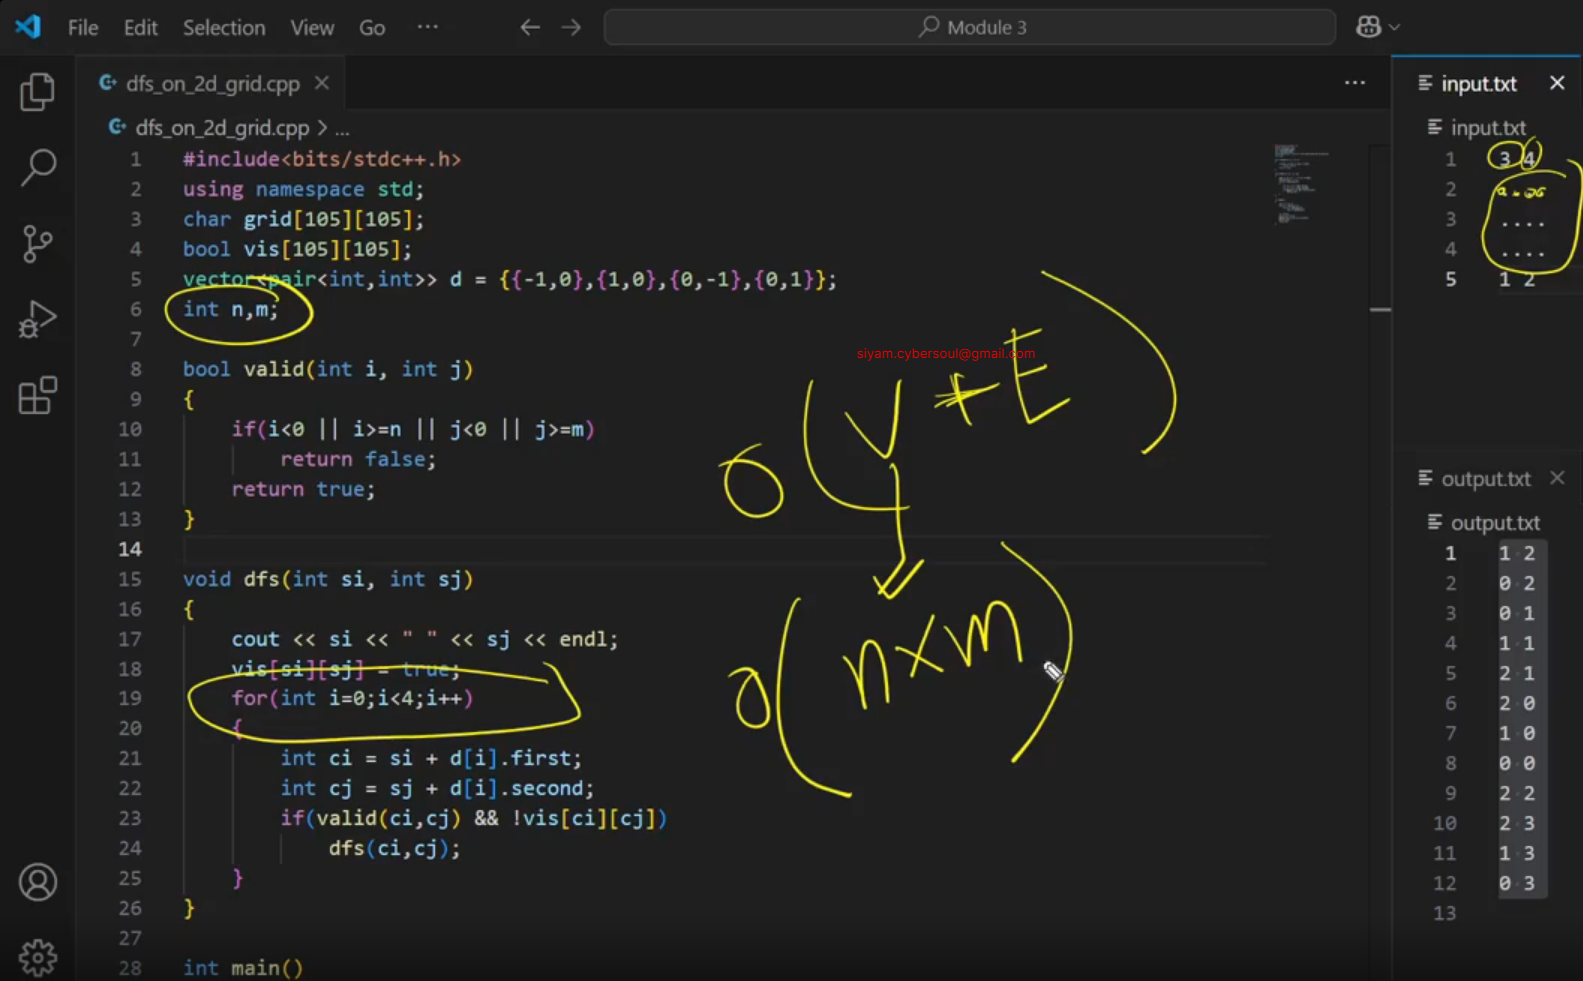 File Edit Selection View Go ...
Module 3
dfs_on_2d_grid.cpp
dfs_on_2d_grid.cpp > ...
1 #include<bits/stdc++.h>
2 using namespace std;
3 char grid[105][105];
4 bool vis[105][105];
5 vector<pair<int,int>> d = {{-1,0},{1,0},{0,-1},{0,1}};
6 int n,m;
7
8 bool valid(int i, int j)
9 {
10 if(i<0 || i>=n || j<0 || j>=m)
11 return false;
12 return true;
13 }
14
15 void dfs(int si, int sj)
16 {
17 cout << si << " " << sj << endl;
18 vis[si][sj] = true;
19 for(int i=0;i<4;i++)
20 {
21 int ci = si + d[i].first;
22 int cj = sj + d[i].second;
23 if(valid(ci,cj) && !vis[ci][cj])
24 dfs(ci,cj);
25 }
26 }
27
28 int main()
siyam.cybersoul@gmail.com
O(V+E)
O(n×m)
input.txt
input.txt
1 3 4
2
3 ....
4 ....
5 1 2
output.txt
output.txt
1 1 2
2 0 2
3 0 1
4 1 1
5 2 1
6 2 0
7 1 0
8 0 0
9 2 2
10 2 3
11 1 3
12 0 3
13